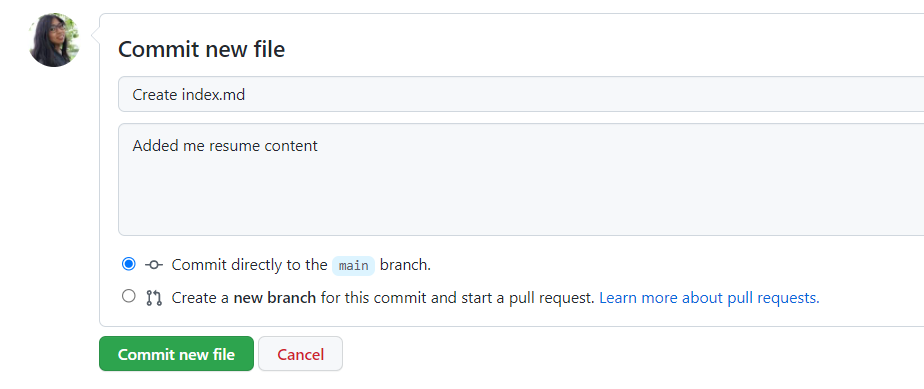 Commit new file
Create index.md
Added me resume content
Commit directly to the main branch.
Create a new branch for this commit and start a pull request. Learn more about pull requests.
Commit new file Cancel